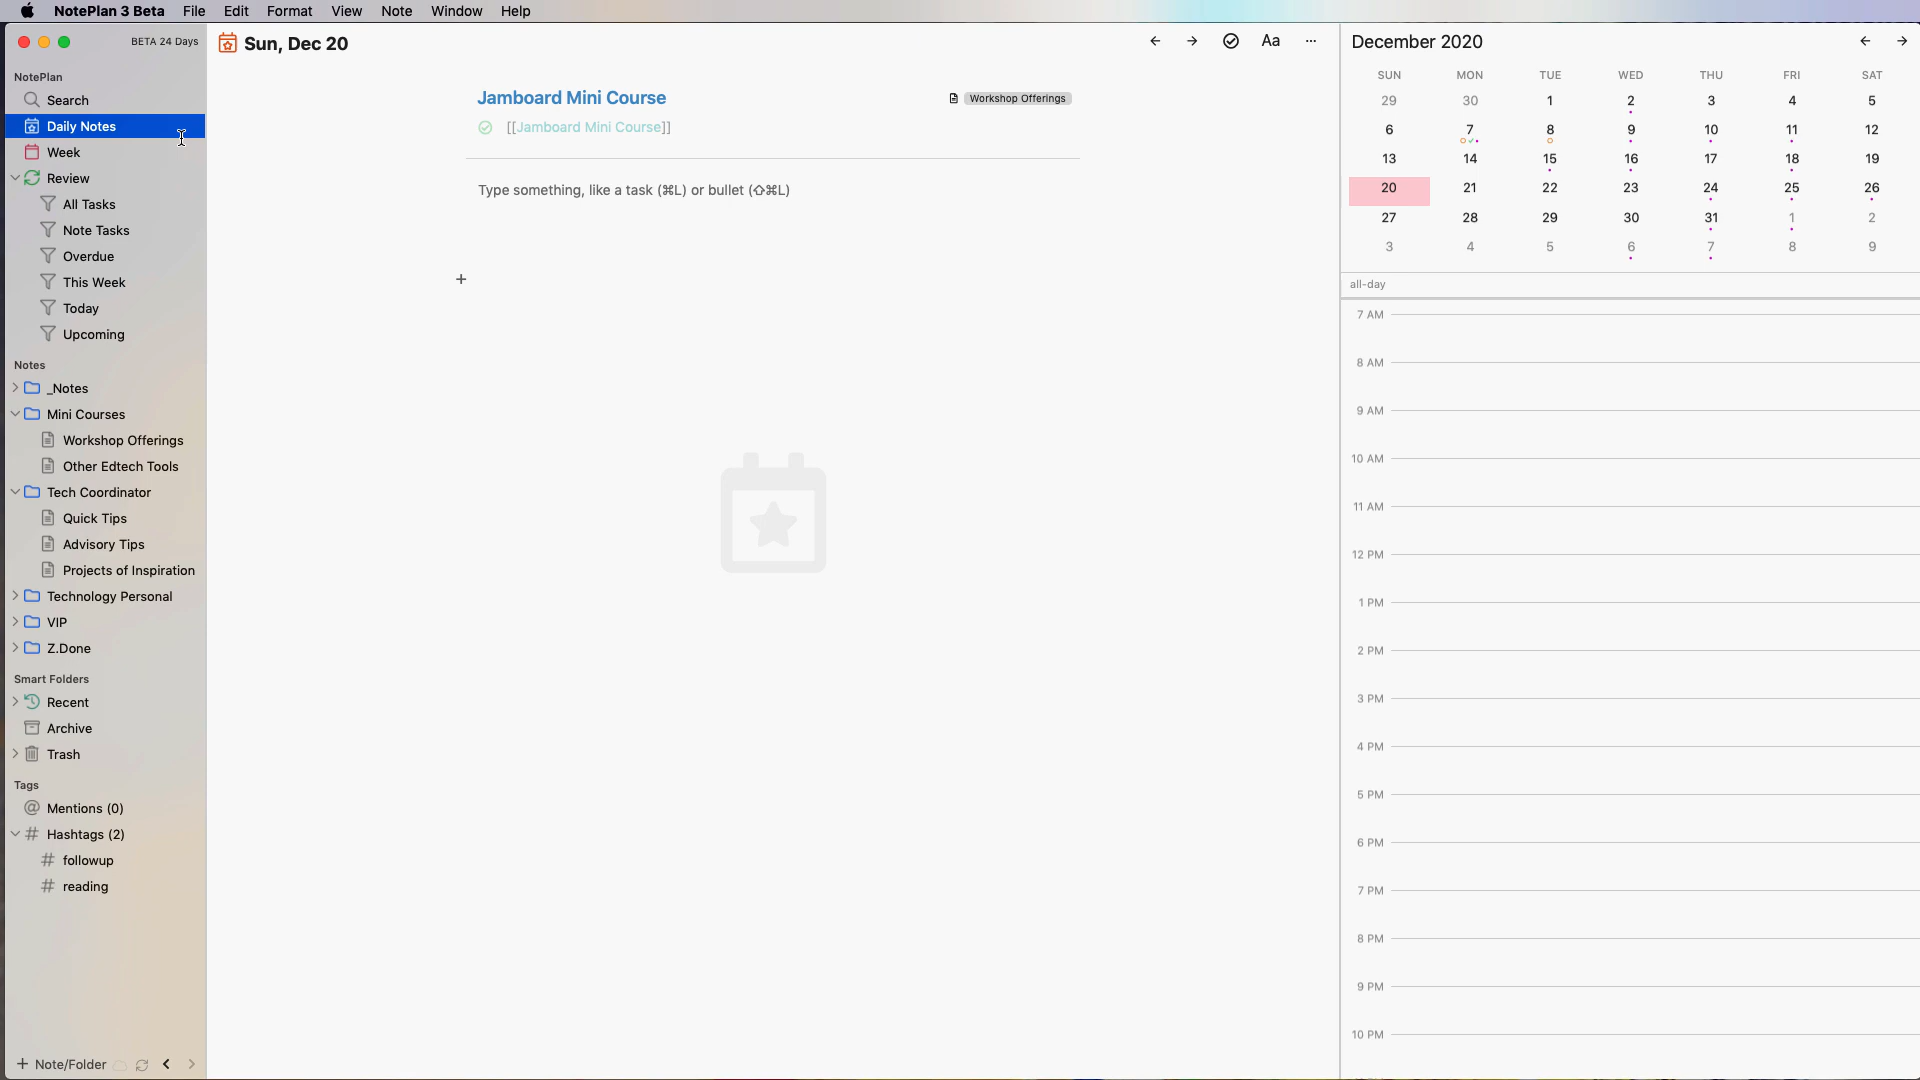 NotePlan 3 Beta File Edit Format View Note Window Help
BETA 24 Days
NotePlan
Search
Daily Notes
Week
Review
All Tasks
Note Tasks
Overdue
This Week
Today
Upcoming
Notes
_Notes
Mini Courses
Workshop Offerings
Other Edtech Tools
Tech Coordinator
Quick Tips
Advisory Tips
Projects of Inspiration
Technology Personal
VIP
Z.Done
Smart Folders
Recent
Archive
Trash
Tags
@ Mentions (0)
# Hashtags (2)
# followup
# reading
+ Note/Folder
Sun, Dec 20
Aa ...
Jamboard Mini Course
Workshop Offerings
[[Jamboard Mini Course]]
Type something, like a task (⌘L) or bullet (⇧⌘L)
+
December 2020
SUN MON TUE WED THU FRI SAT
29 30 1 2 3 4 5
6 7 8 9 10 11 12
13 14 15 16 17 18 19
20 21 22 23 24 25 26
27 28 29 30 31 1 2
3 4 5 6 7 8 9
all-day
7 AM
8 AM
9 AM
10 AM
11 AM
12 PM
1 PM
2 PM
3 PM
4 PM
5 PM
6 PM
7 PM
8 PM
9 PM
10 PM